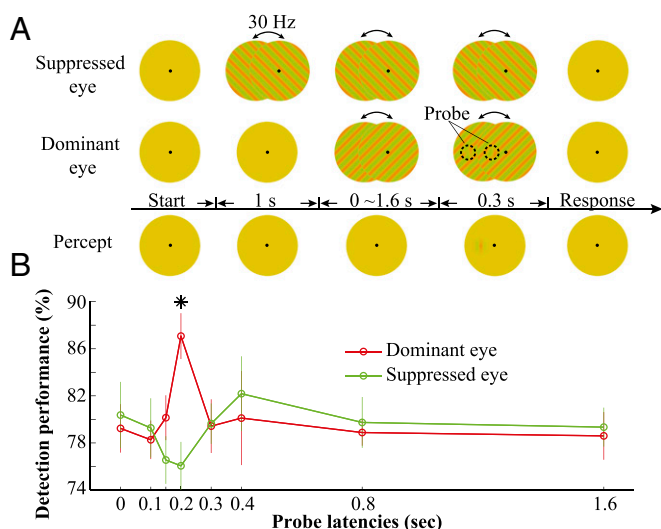 A
30 Hz
Suppressed
eye
Probe
Dominant
eye
Start 1 s 0 ~1.6 s 0.3 s Response
Percept
B
90
*
86
Dominant eye
Suppressed eye
82
78
74
Detection performance (%)
0 0.1 0.2 0.3 0.4 0.8 1.6
Probe latencies (sec)